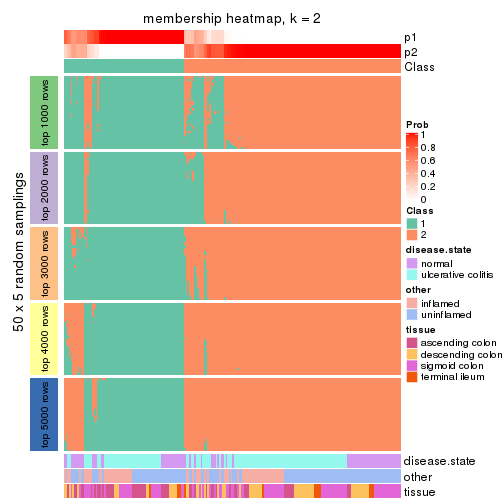 membership heatmap, k = 2
p1
p2
Class
50 x 5 random samplings
top 1000 rows
top 2000 rows
top 3000 rows
top 4000 rows
top 5000 rows
disease.state
other
tissue
Prob
1
0.8
0.6
0.4
0.2
0
Class
1
2
disease.state
normal
ulcerative colitis
other
inflamed
uninflamed
tissue
ascending colon
descending colon
sigmoid colon
terminal ileum